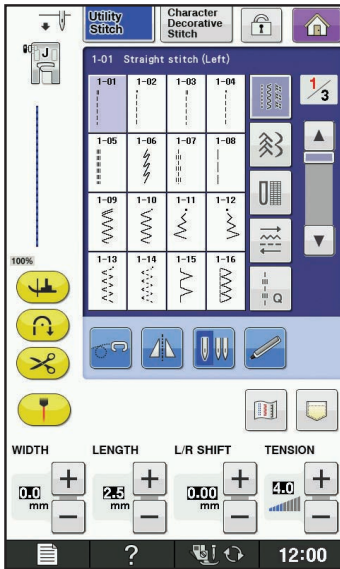 Utility
Stitch
Character
Decorative
Stitch
J
1-01 Straight stitch (Left)
1/3
1-01 1-02 1-03 1-04
1-05 1-06 1-07 1-08
1-09 1-10 1-11 1-12
1-13 1-14 1-15 1-16
Q
100%
WIDTH LENGTH L/R SHIFT TENSION
0.0 mm + − 2.5 mm + − 0.00 mm + − 4.0 + −
? 12:00